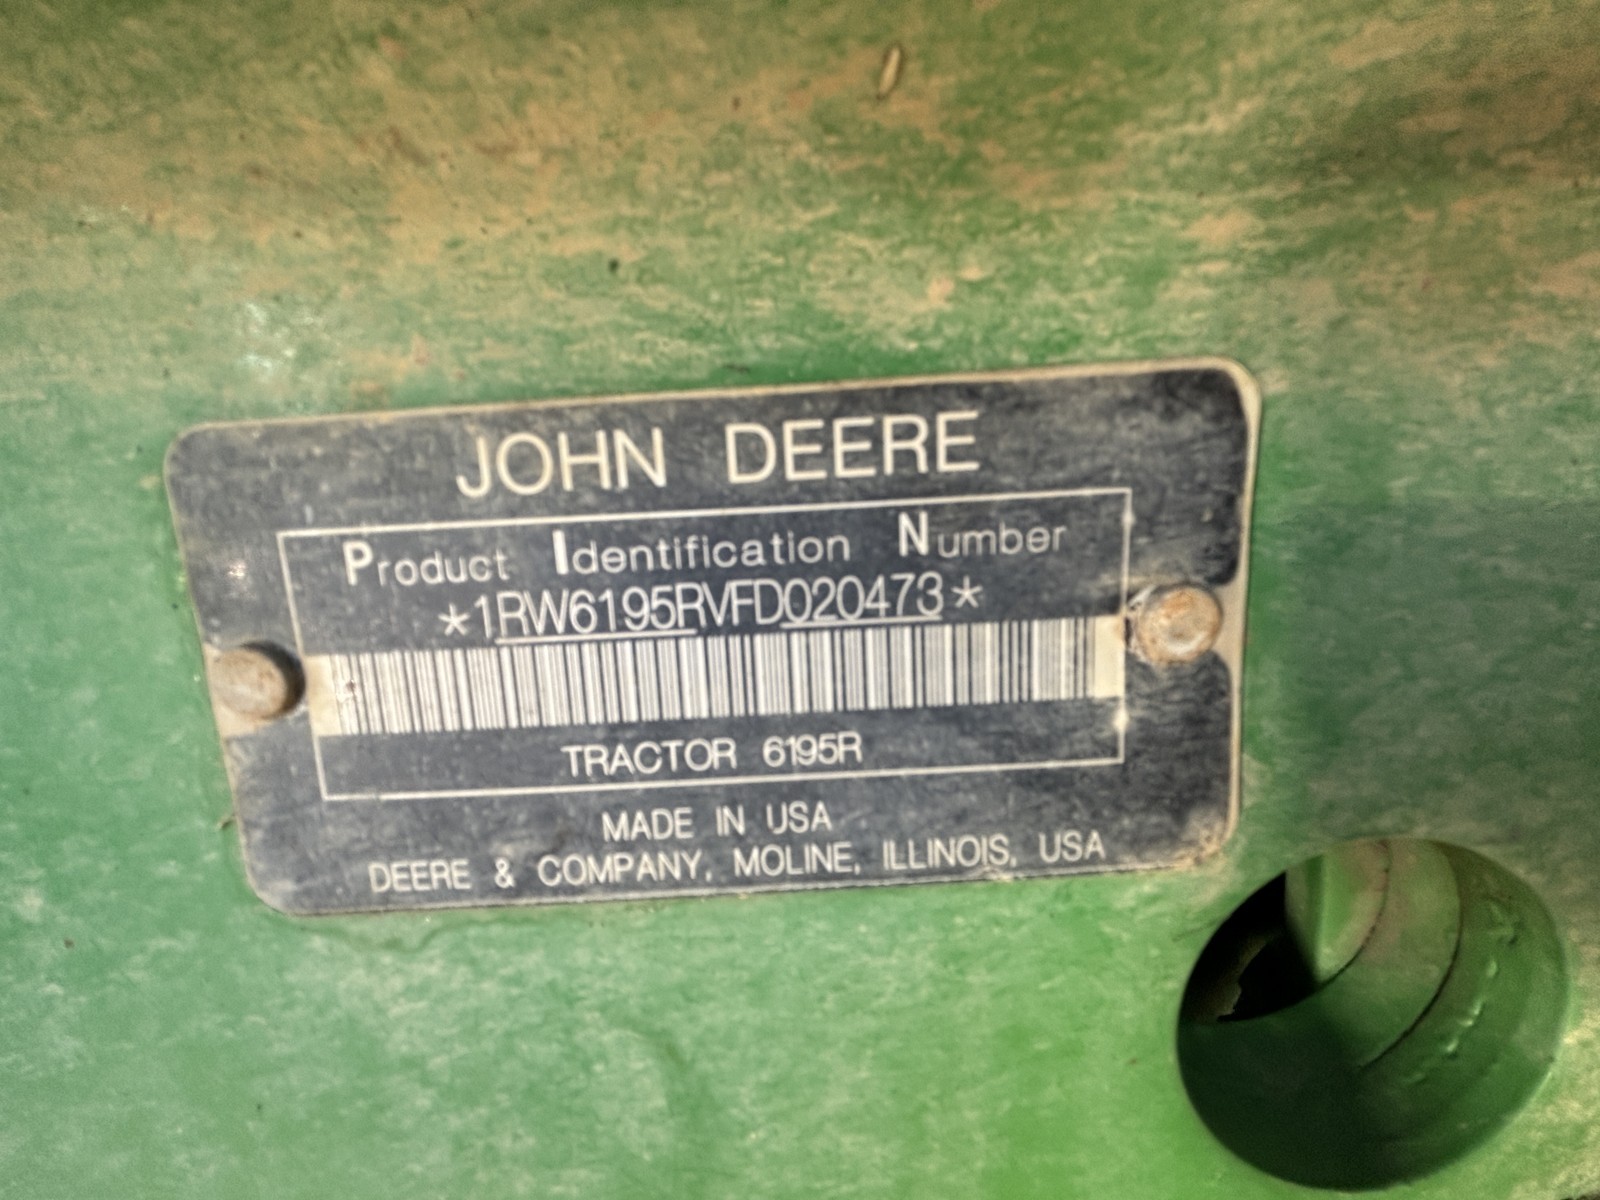 JOHN DEERE
Product Identification Number
*1RW6195RVFD020473*
TRACTOR 6195R
MADE IN USA
DEERE & COMPANY, MOLINE, ILLINOIS, USA